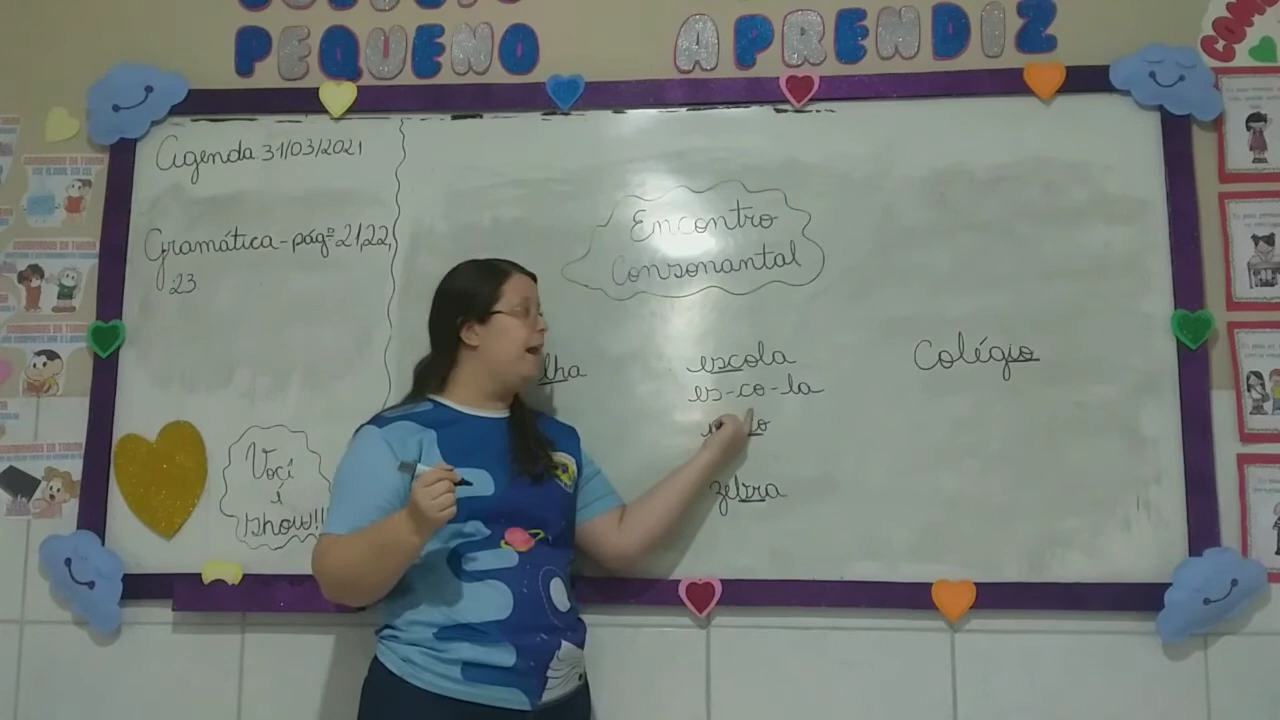 PEQUENO APRENDIZ
Agenda 31/03/2021
Gramática - págº 21,22,
23
Você
é
show!!
Encontro
Consonantal
lha
escola
es-co-la
zebra
Colégio